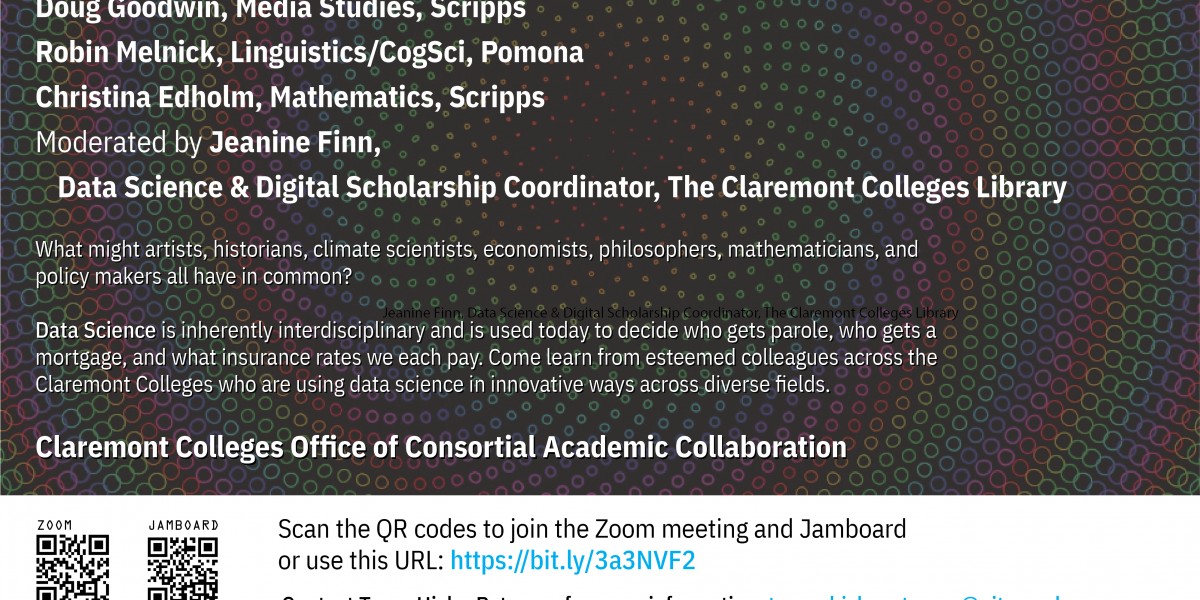 Doug Goodwin, Media Studies, Scripps
Robin Melnick, Linguistics/CogSci, Pomona
Christina Edholm, Mathematics, Scripps
Moderated by Jeanine Finn,
Data Science & Digital Scholarship Coordinator, The Claremont Colleges Library
What might artists, historians, climate scientists, economists, philosophers, mathematicians, and
policy makers all have in common?
Jeanine Finn, Data Science & Digital Scholarship Coordinator, The Claremont Colleges Library
Data Science is inherently interdisciplinary and is used today to decide who gets parole, who gets a
mortgage, and what insurance rates we each pay. Come learn from esteemed colleagues across the
Claremont Colleges who are using data science in innovative ways across diverse fields.
Claremont Colleges Office of Consortial Academic Collaboration
ZOOM
JAMBOARD
Scan the QR codes to join the Zoom meeting and Jamboard
or use this URL: https://bit.ly/3a3NVF2